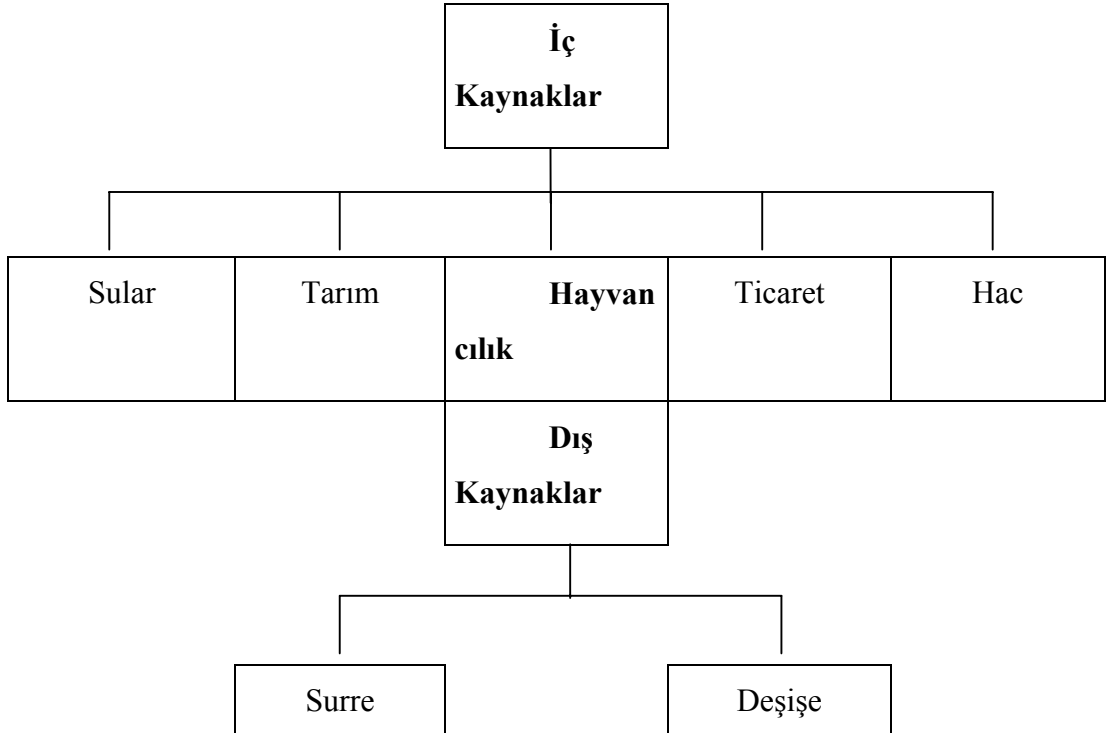 İç
Kaynaklar
Sular
Tarım
Hayvan
cılık
Ticaret
Hac
Dış
Kaynaklar
Surre
Deşişe